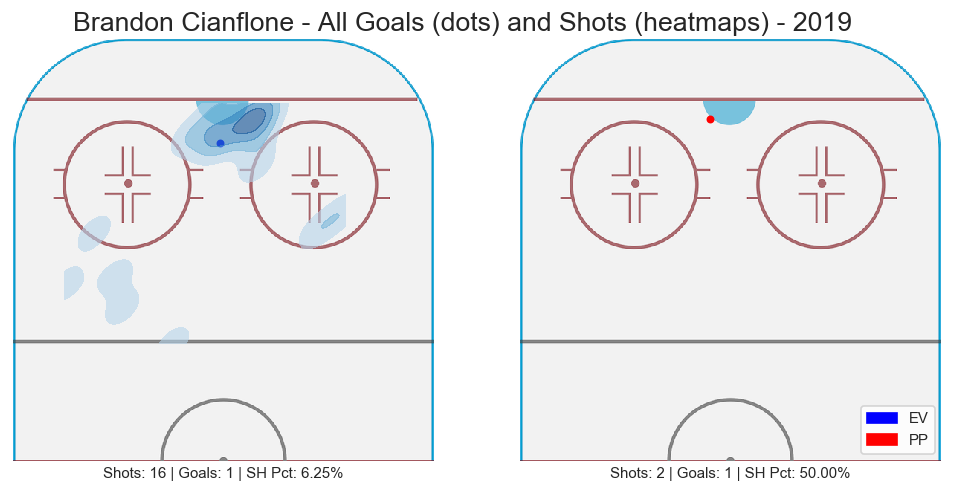 Brandon Cianflone - All Goals (dots) and Shots (heatmaps) - 2019
EV
PP
Shots: 16 | Goals: 1 | SH Pct: 6.25%
Shots: 2 | Goals: 1 | SH Pct: 50.00%